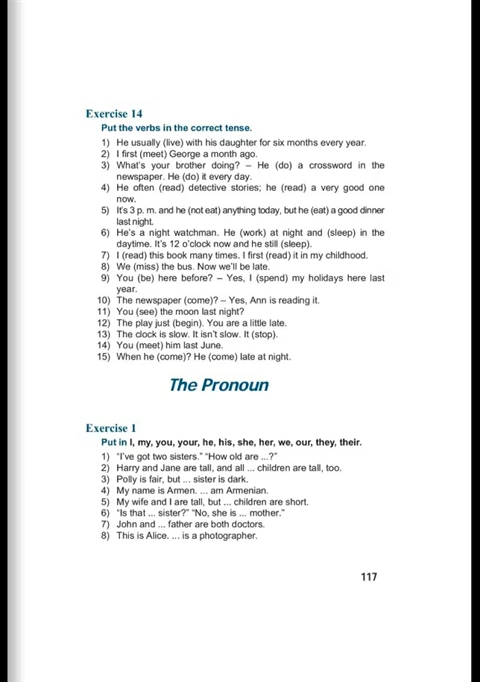 Exercise 14
Put the verbs in the correct tense.
1) He usually (live) with his daughter for six months every year.
2) I first (meet) George a month ago.
3) What's your brother doing? – He (do) a crossword in the
newspaper. He (do) it every day.
4) He often (read) detective stories; he (read) a very good one
now.
5) It's 3 p. m. and he (not eat) anything today, but he (eat) a good dinner
last night.
6) He's a night watchman. He (work) at night and (sleep) in the
daytime. It's 12 o'clock now and he still (sleep).
7) I (read) this book many times. I first (read) it in my childhood.
8) We (miss) the bus. Now we'll be late.
9) You (be) here before? – Yes, I (spend) my holidays here last
year.
10) The newspaper (come)? – Yes, Ann is reading it.
11) You (see) the moon last night?
12) The play just (begin). You are a little late.
13) The clock is slow. It isn't slow. It (stop).
14) You (meet) him last June.
15) When he (come)? He (come) late at night.
The Pronoun
Exercise 1
Put in I, my, you, your, he, his, she, her, we, our, they, their.
1) “I've got two sisters.” “How old are ...?”
2) Harry and Jane are tall, and all ... children are tall, too.
3) Polly is fair, but ... sister is dark.
4) My name is Armen. ... am Armenian.
5) My wife and I are tall, but ... children are short.
6) “Is that ... sister?” “No, she is ... mother.”
7) John and ... father are both doctors.
8) This is Alice. ... is a photographer.
117